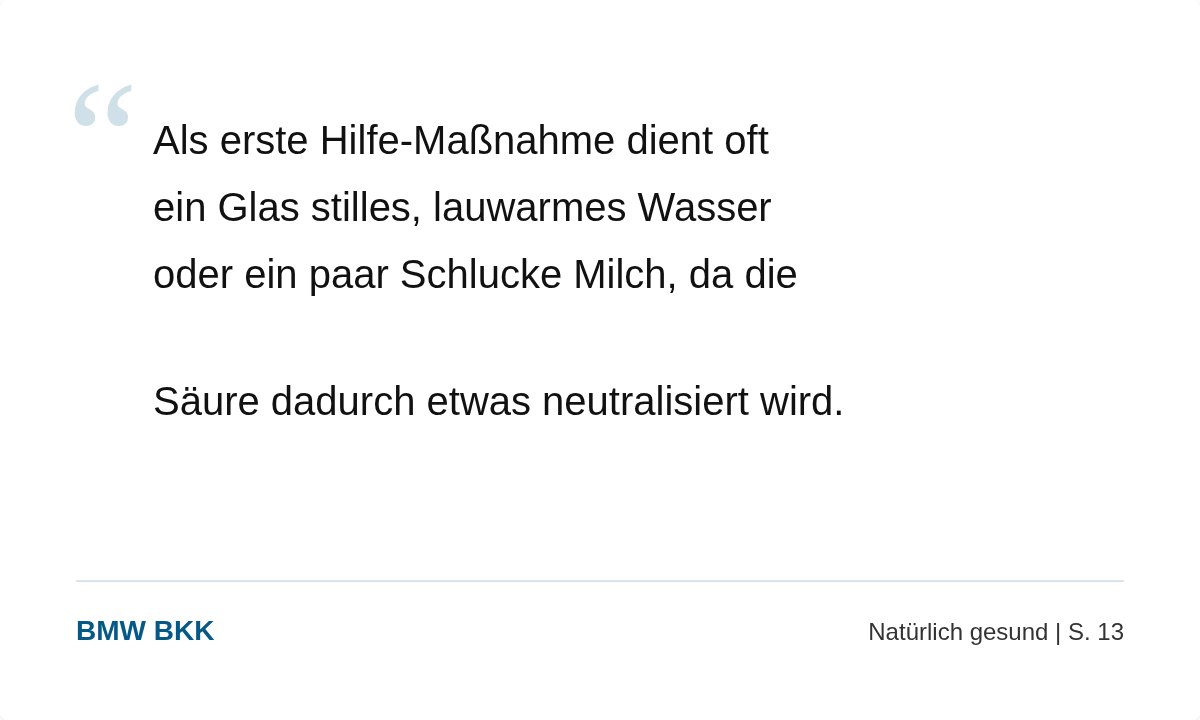 “
Als erste Hilfe-Maßnahme dient oft
ein Glas stilles, lauwarmes Wasser
oder ein paar Schlucke Milch, da die
Säure dadurch etwas neutralisiert wird.
BMW BKK
Natürlich gesund | S. 13